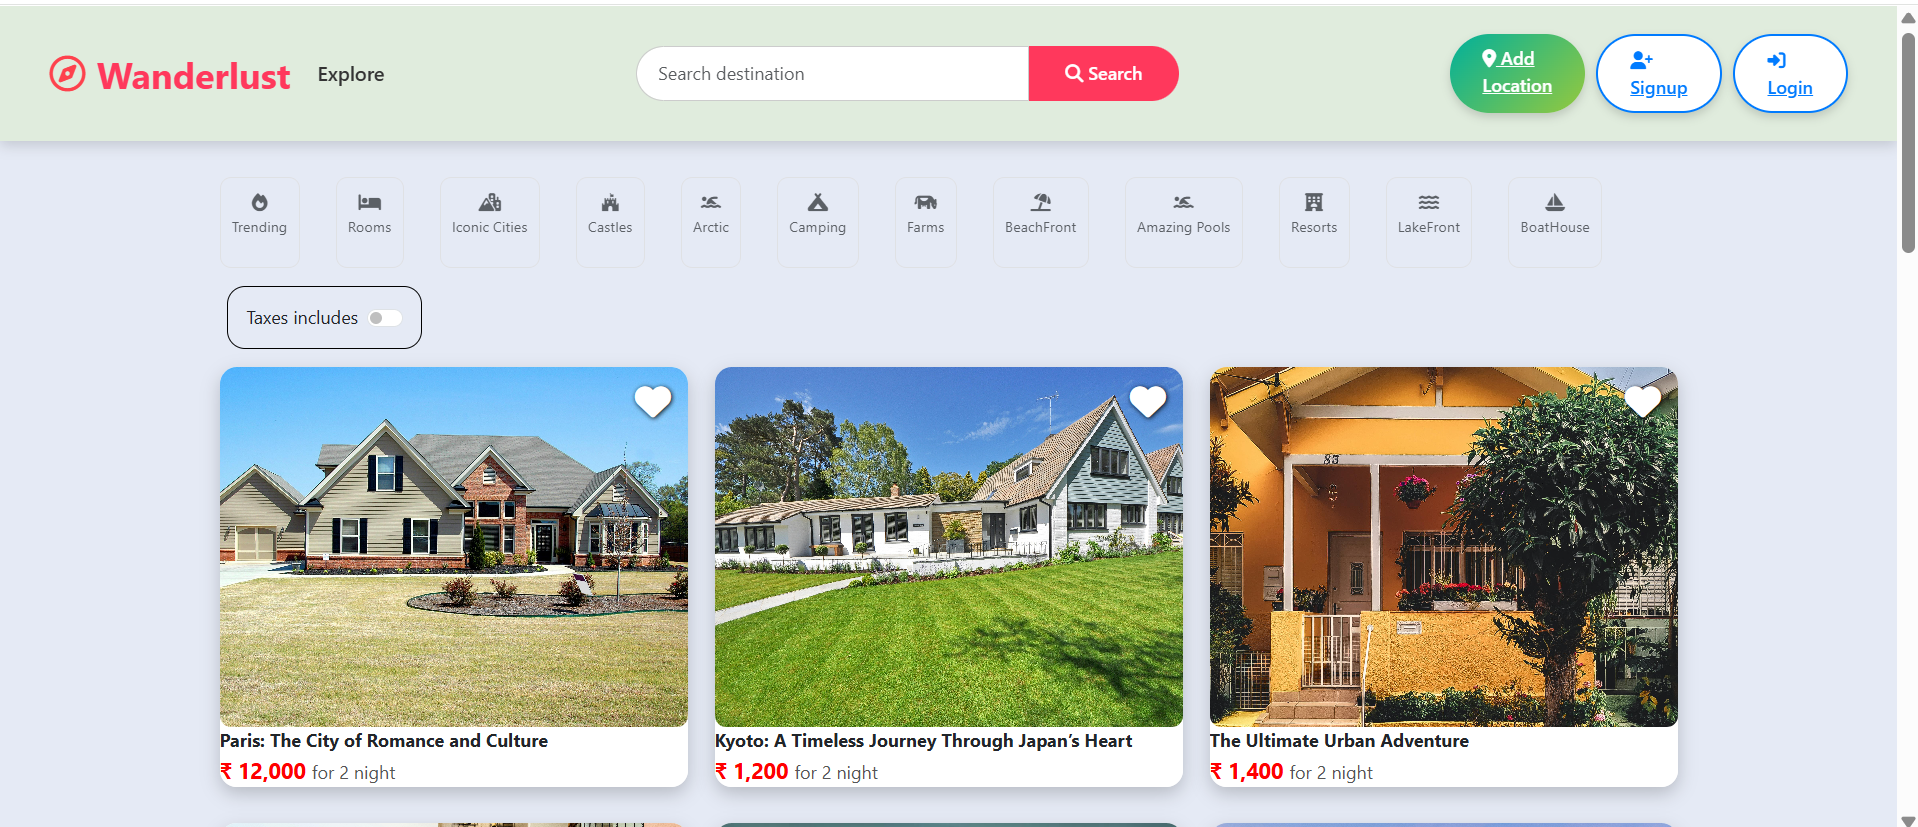 Wanderlust
Explore
Search destination
Search
Add
Location
Signup
Login
Trending
Rooms
Iconic Cities
Castles
Arctic
Camping
Farms
BeachFront
Amazing Pools
Resorts
LakeFront
BoatHouse
Taxes includes
83
Paris: The City of Romance and Culture
₹ 12,000 for 2 night
Kyoto: A Timeless Journey Through Japan’s Heart
₹ 1,200 for 2 night
The Ultimate Urban Adventure
₹ 1,400 for 2 night